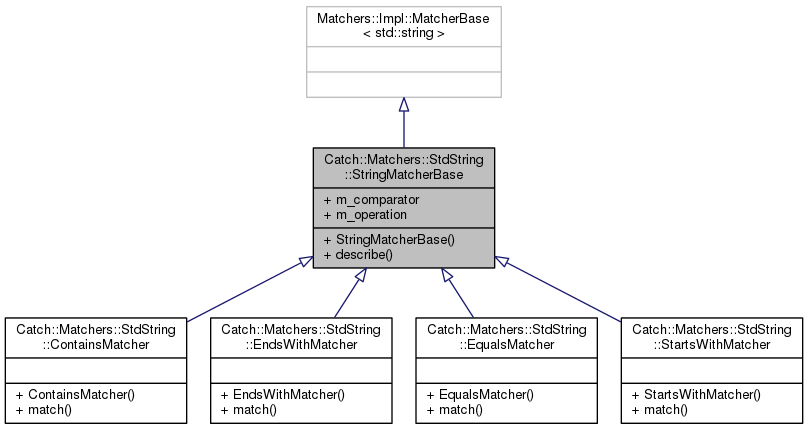 Matchers::Impl::MatcherBase
< std::string >
Catch::Matchers::StdString
::StringMatcherBase
+ m_comparator
+ m_operation
+ StringMatcherBase()
+ describe()
Catch::Matchers::StdString
::ContainsMatcher
+ ContainsMatcher()
+ match()
Catch::Matchers::StdString
::EndsWithMatcher
+ EndsWithMatcher()
+ match()
Catch::Matchers::StdString
::EqualsMatcher
+ EqualsMatcher()
+ match()
Catch::Matchers::StdString
::StartsWithMatcher
+ StartsWithMatcher()
+ match()